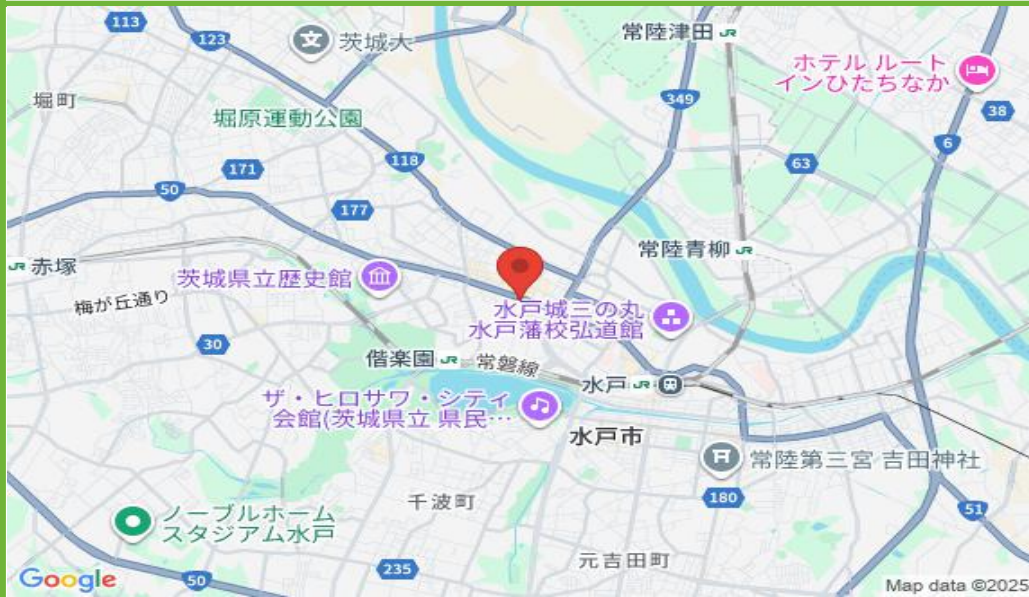 113
123
茨城大
常陸津田 JR
ホテル ルート
インひたちなか
349
38
堀町
堀原運動公園
6
118
63
171
50
177
常陸青柳 JR
JR 赤塚
茨城県立歴史館
梅が丘通り
水戸城三の丸
水戸藩校弘道館
30
偕楽園 JR 常磐線
水戸 JR
ザ・ヒロサワ・シティ
会館(茨城県立 県民…
水戸市
常陸第三宮 吉田神社
180
千波町
51
ノーブルホーム
スタジアム水戸
元吉田町
235
50
Google
Map data ©2025